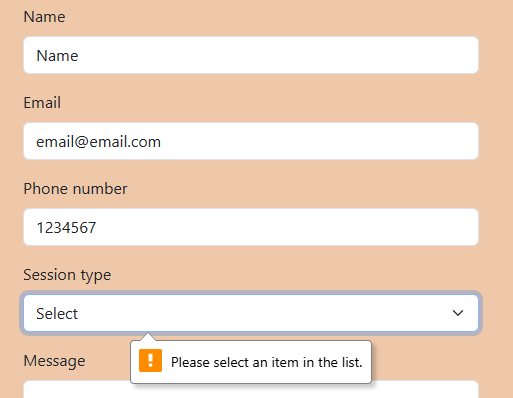 Name
Name
Email
email@email.com
Phone number
1234567
Session type
Select
Please select an item in the list.
Message